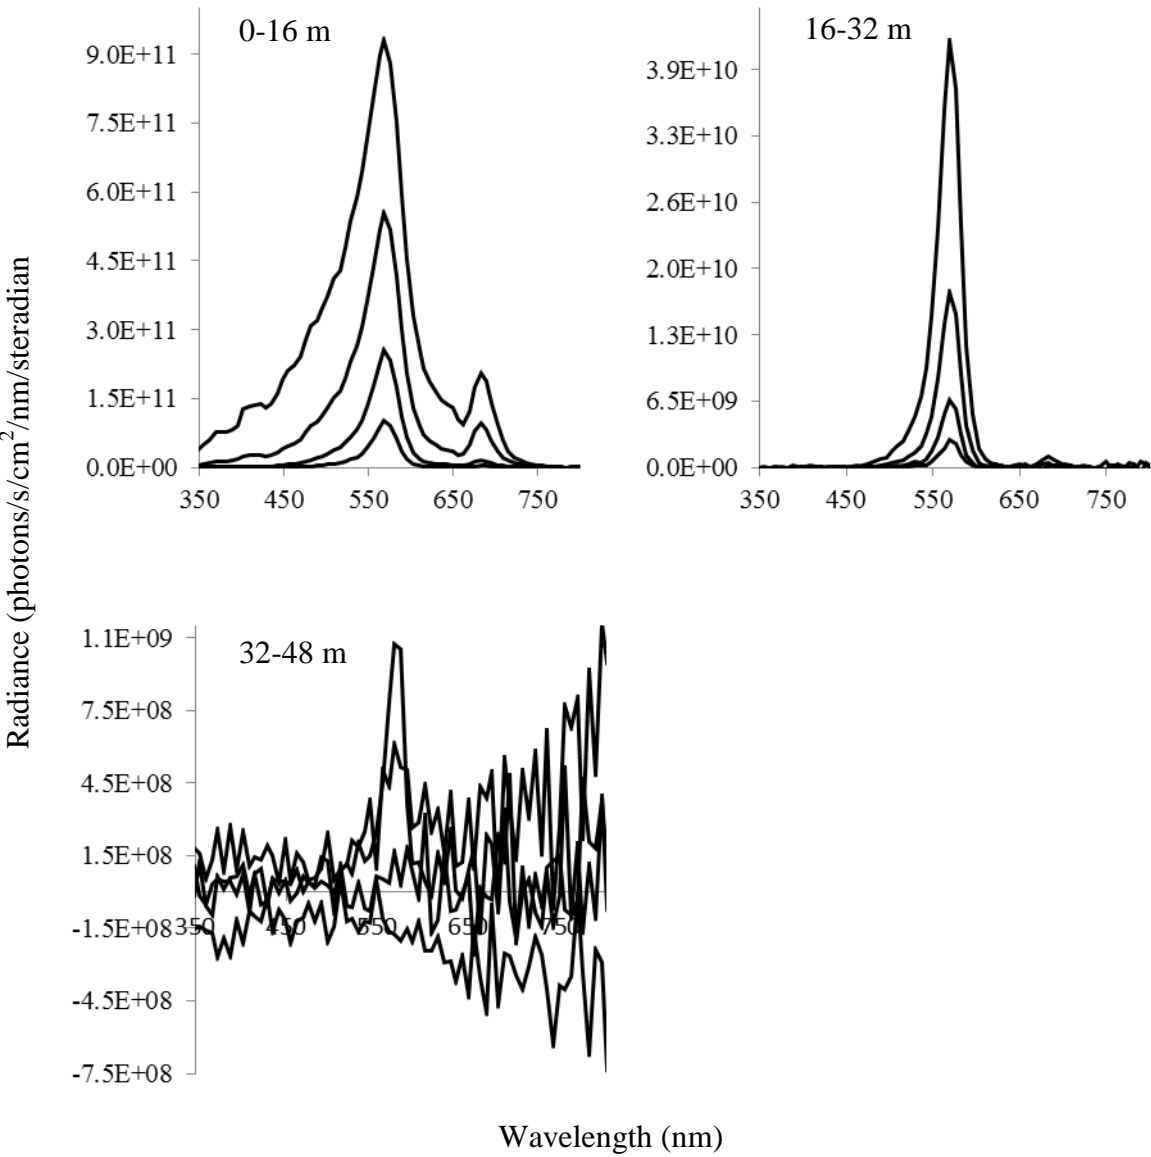 0-16 m
9.0E+11
7.5E+11
6.0E+11
4.5E+11
3.0E+11
1.5E+11
0.0E+00
350 450 550 650 750
16-32 m
3.9E+10
3.3E+10
2.6E+10
2.0E+10
1.3E+10
6.5E+09
0.0E+00
350 450 550 650 750
32-48 m
1.1E+09
7.5E+08
4.5E+08
1.5E+08
-1.5E+08
350 450 550 650 750
-4.5E+08
-7.5E+08
Radiance (photons/s/cm²/nm/steradian
Wavelength (nm)